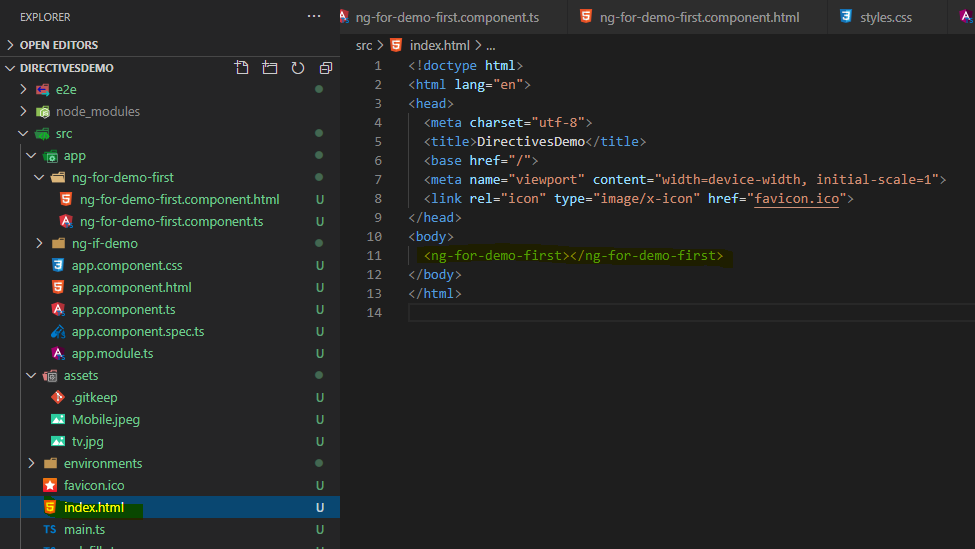 EXPLORER
...
OPEN EDITORS
DIRECTIVESDEMO
e2e
node_modules
src
app
ng-for-demo-first
ng-for-demo-first.component.html U
ng-for-demo-first.component.ts U
ng-if-demo
app.component.css U
app.component.html U
app.component.ts U
app.component.spec.ts U
app.module.ts U
assets
.gitkeep U
Mobile.jpeg U
tv.jpg U
environments
favicon.ico U
index.html U
TS main.ts U
ng-for-demo-first.component.ts ng-for-demo-first.component.html styles.css
src > index.html > ...
1 <!doctype html>
2 <html lang="en">
3 <head>
4 <meta charset="utf-8">
5 <title>DirectivesDemo</title>
6 <base href="/">
7 <meta name="viewport" content="width=device-width, initial-scale=1">
8 <link rel="icon" type="image/x-icon" href="favicon.ico">
9 </head>
10 <body>
11 <ng-for-demo-first></ng-for-demo-first>
12 </body>
13 </html>
14